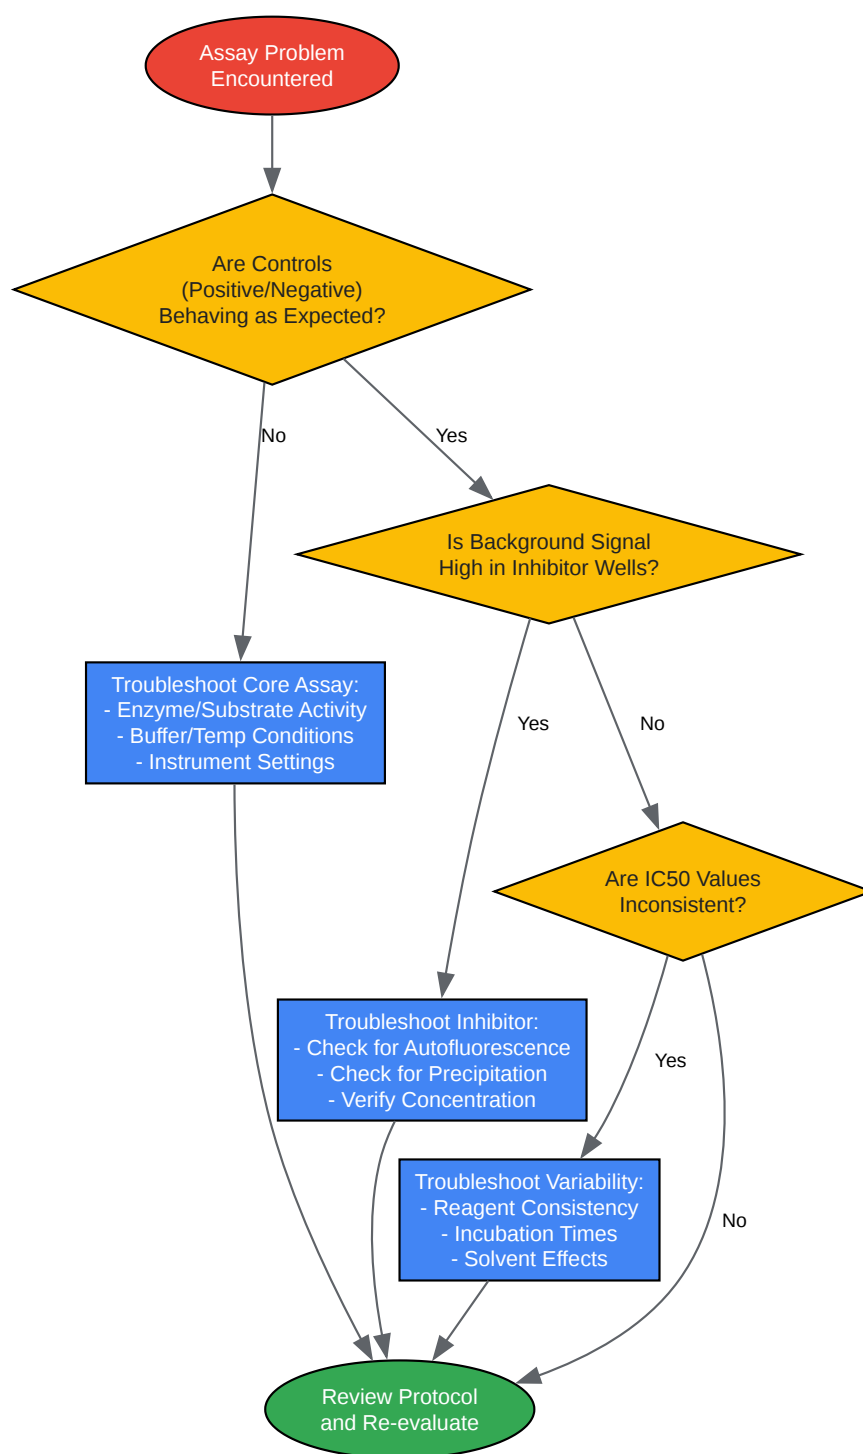 Assay Problem
Encountered
Are Controls
(Positive/Negative)
Behaving as Expected?
No
Yes
Is Background Signal
High in Inhibitor Wells?
Troubleshoot Core Assay:
- Enzyme/Substrate Activity
- Buffer/Temp Conditions
- Instrument Settings
Yes
No
Are IC50 Values
Inconsistent?
Troubleshoot Inhibitor:
- Check for Autofluorescence
- Check for Precipitation
- Verify Concentration
Yes
No
Troubleshoot Variability:
- Reagent Consistency
- Incubation Times
- Solvent Effects
Review Protocol
and Re-evaluate